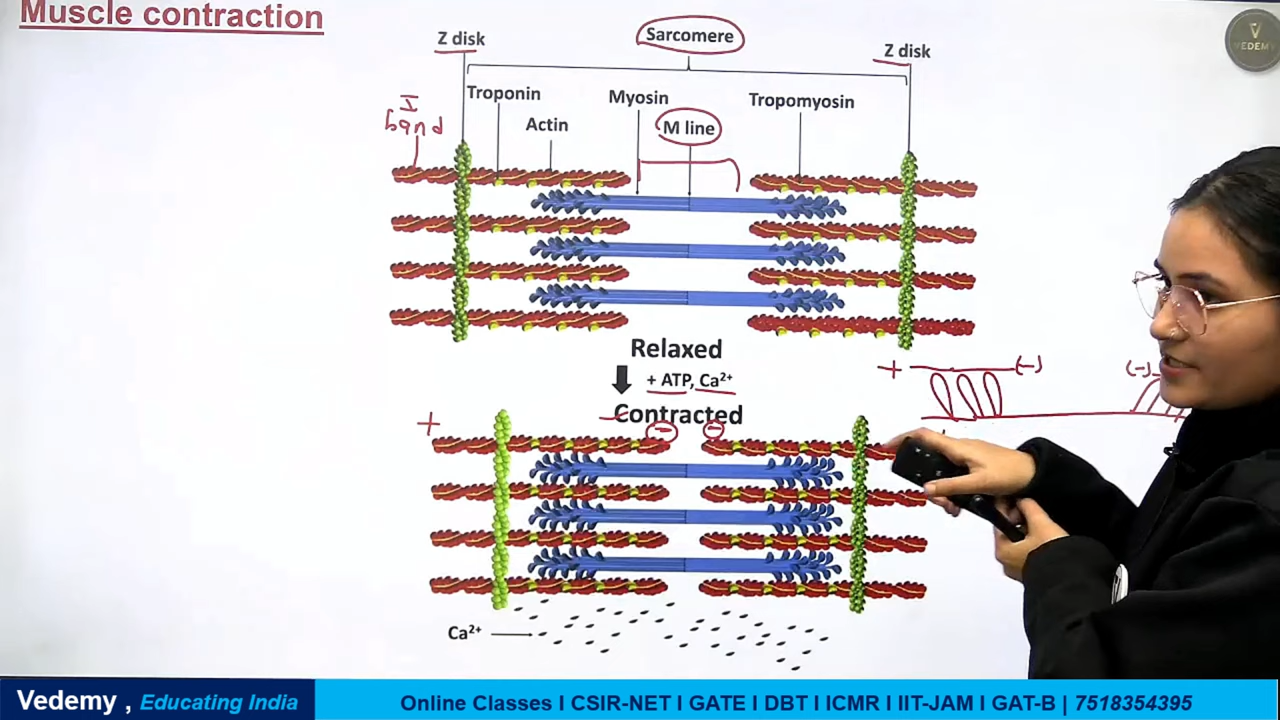 Muscle contraction
Sarcomere
Z disk
Z disk
Troponin
Myosin
Tropomyosin
I
band
Actin
M line
Relaxed
+ ATP, Ca²⁺
Contracted
+
(-)
(-)
+
-
-
Ca²⁺
VEDEMY
Vedemy , Educating India
Online Classes I CSIR-NET I GATE I DBT I ICMR I IIT-JAM I GAT-B | 7518354395